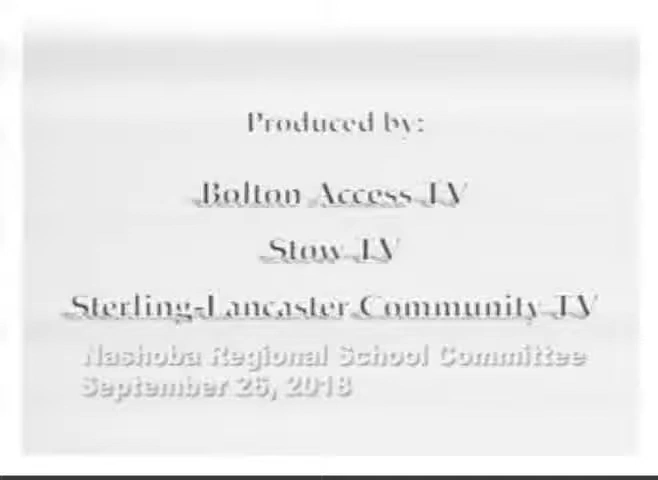 Produced by:
Bolton Access TV
Stow TV
Sterling-Lancaster Community TV
Nashoba Regional School Committee
September 26, 2018